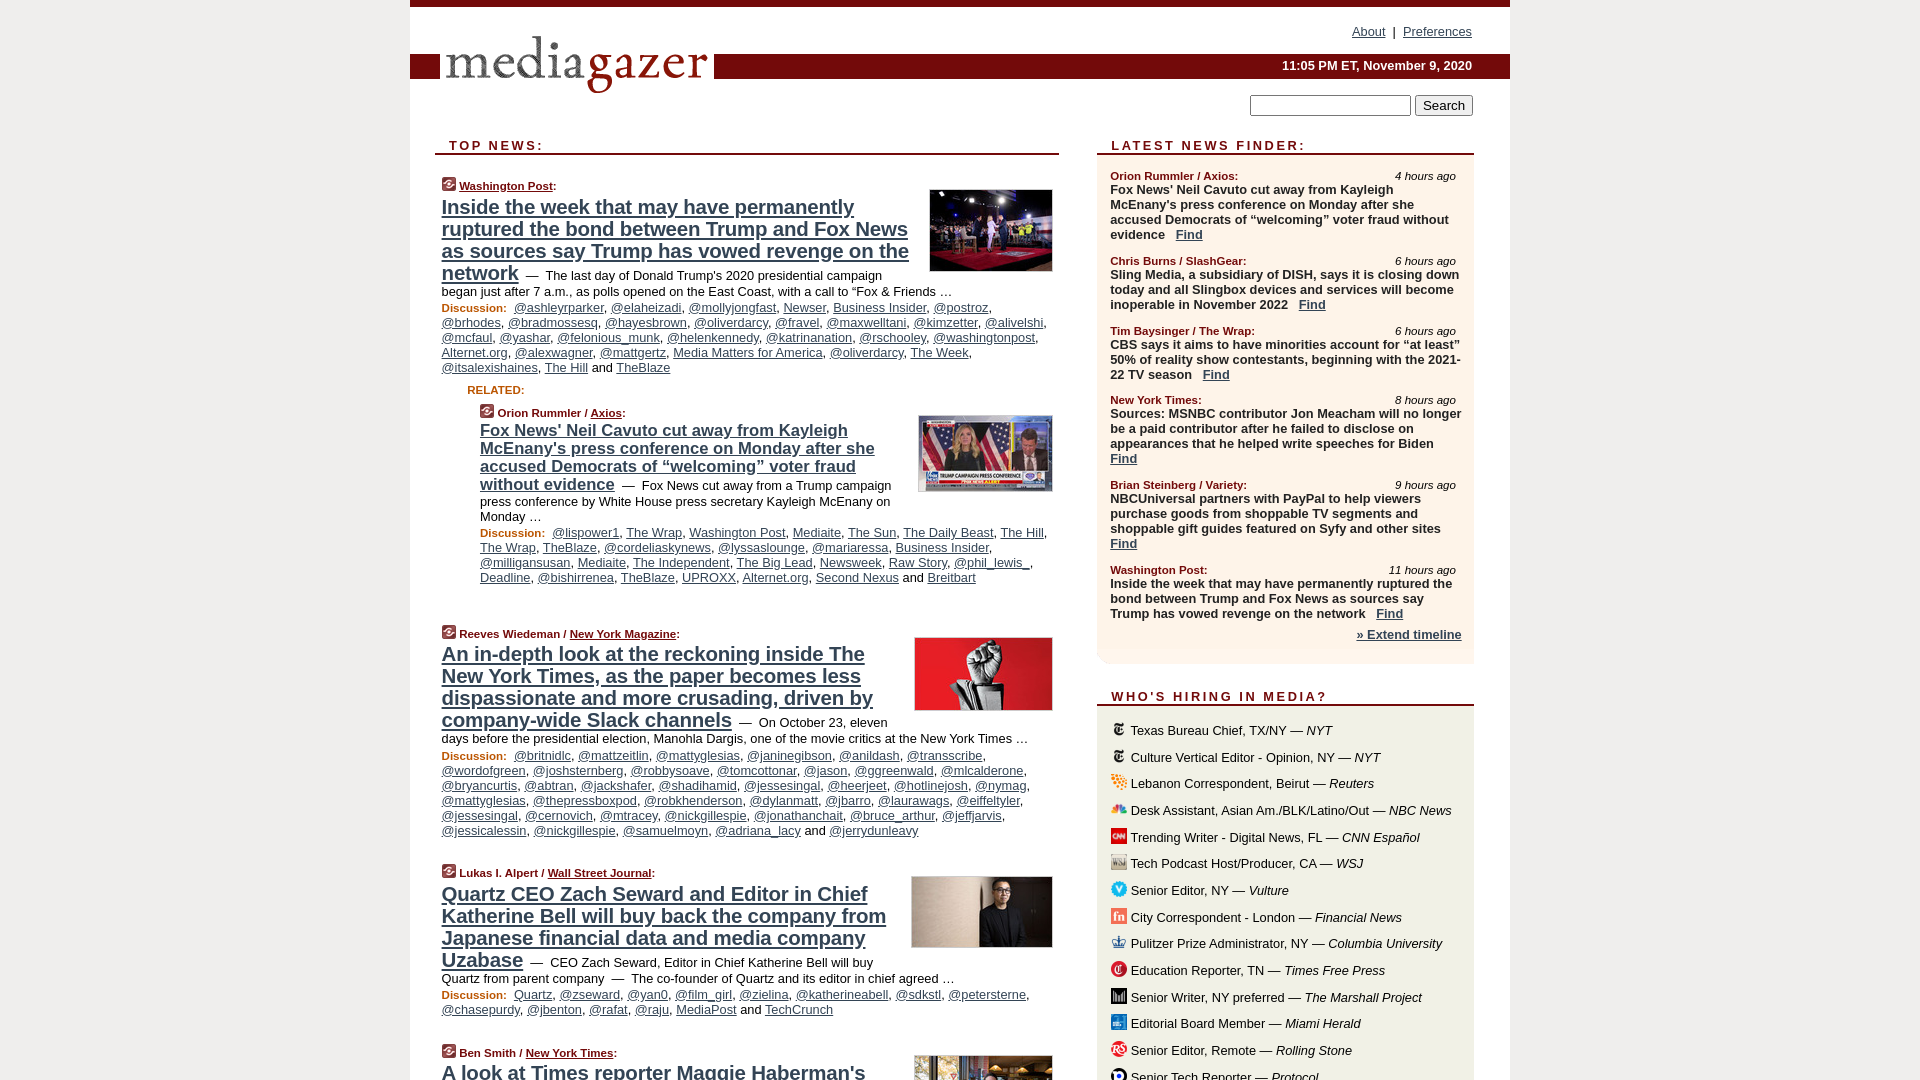 About | Preferences
mediagazer
11:05 PM ET, November 9, 2020
Search
TOP NEWS:
Washington Post:
Inside the week that may have permanently
ruptured the bond between Trump and Fox News
as sources say Trump has vowed revenge on the
network — The last day of Donald Trump's 2020 presidential campaign
began just after 7 a.m., as polls opened on the East Coast, with a call to “Fox & Friends …
Discussion: @ashleyrparker, @elaheizadi, @mollyjongfast, Newser, Business Insider, @postroz,
@brhodes, @bradmossesq, @hayesbrown, @oliverdarcy, @fravel, @maxwelltani, @kimzetter, @alivelshi,
@mcfaul, @yashar, @felonious_munk, @helenkennedy, @katrinanation, @rschooley, @washingtonpost,
Alternet.org, @alexwagner, @mattgertz, Media Matters for America, @oliverdarcy, The Week,
@itsalexishaines, The Hill and TheBlaze
RELATED:
Orion Rummler / Axios:
Fox News' Neil Cavuto cut away from Kayleigh
McEnany's press conference on Monday after she
accused Democrats of “welcoming” voter fraud
without evidence — Fox News cut away from a Trump campaign
press conference by White House press secretary Kayleigh McEnany on
Monday …
TRUMP CAMPAIGN PRESS CONFERENCE
Discussion: @lispower1, The Wrap, Washington Post, Mediaite, The Sun, The Daily Beast, The Hill,
The Wrap, TheBlaze, @cordeliaskynews, @lyssaslounge, @mariaressa, Business Insider,
@milligansusan, Mediaite, The Independent, The Big Lead, Newsweek, Raw Story, @phil_lewis_,
Deadline, @bishirrenea, TheBlaze, UPROXX, Alternet.org, Second Nexus and Breitbart
Reeves Wiedeman / New York Magazine:
An in-depth look at the reckoning inside The
New York Times, as the paper becomes less
dispassionate and more crusading, driven by
company-wide Slack channels — On October 23, eleven
days before the presidential election, Manohla Dargis, one of the movie critics at the New York Times …
Discussion: @britnidlc, @mattzeitlin, @mattyglesias, @janinegibson, @anildash, @transscribe,
@wordofgreen, @joshsternberg, @robbysoave, @tomcottonar, @jason, @ggreenwald, @mlcalderone,
@bryancurtis, @abtran, @jackshafer, @shadihamid, @jessesingal, @heerjeet, @hotlinejosh, @nymag,
@mattyglesias, @thepressboxpod, @robkhenderson, @dylanmatt, @jbarro, @laurawags, @eiffeltyler,
@jessesingal, @cernovich, @mtracey, @nickgillespie, @jonathanchait, @bruce_arthur, @jeffjarvis,
@jessicalessin, @nickgillespie, @samuelmoyn, @adriana_lacy and @jerrydunleavy
Lukas I. Alpert / Wall Street Journal:
Quartz CEO Zach Seward and Editor in Chief
Katherine Bell will buy back the company from
Japanese financial data and media company
Uzabase — CEO Zach Seward, Editor in Chief Katherine Bell will buy
Quartz from parent company — The co-founder of Quartz and its editor in chief agreed …
Discussion: Quartz, @zseward, @yan0, @film_girl, @zielina, @katherineabell, @sdkstl, @petersterne,
@chasepurdy, @jbenton, @rafat, @raju, MediaPost and TechCrunch
Ben Smith / New York Times:
A look at Times reporter Maggie Haberman's
LATEST NEWS FINDER:
Orion Rummler / Axios: 4 hours ago
Fox News' Neil Cavuto cut away from Kayleigh
McEnany's press conference on Monday after she
accused Democrats of “welcoming” voter fraud without
evidence Find
Chris Burns / SlashGear: 6 hours ago
Sling Media, a subsidiary of DISH, says it is closing down
today and all Slingbox devices and services will become
inoperable in November 2022 Find
Tim Baysinger / The Wrap: 6 hours ago
CBS says it aims to have minorities account for “at least”
50% of reality show contestants, beginning with the 2021-
22 TV season Find
New York Times: 8 hours ago
Sources: MSNBC contributor Jon Meacham will no longer
be a paid contributor after he failed to disclose on
appearances that he helped write speeches for Biden
Find
Brian Steinberg / Variety: 9 hours ago
NBCUniversal partners with PayPal to help viewers
purchase goods from shoppable TV segments and
shoppable gift guides featured on Syfy and other sites
Find
Washington Post: 11 hours ago
Inside the week that may have permanently ruptured the
bond between Trump and Fox News as sources say
Trump has vowed revenge on the network Find
» Extend timeline
WHO'S HIRING IN MEDIA?
Texas Bureau Chief, TX/NY — NYT
Culture Vertical Editor - Opinion, NY — NYT
Lebanon Correspondent, Beirut — Reuters
Desk Assistant, Asian Am./BLK/Latino/Out — NBC News
Trending Writer - Digital News, FL — CNN Español
Tech Podcast Host/Producer, CA — WSJ
Senior Editor, NY — Vulture
City Correspondent - London — Financial News
Pulitzer Prize Administrator, NY — Columbia University
Education Reporter, TN — Times Free Press
Senior Writer, NY preferred — The Marshall Project
Editorial Board Member — Miami Herald
Senior Editor, Remote — Rolling Stone
Senior Tech Reporter — Protocol